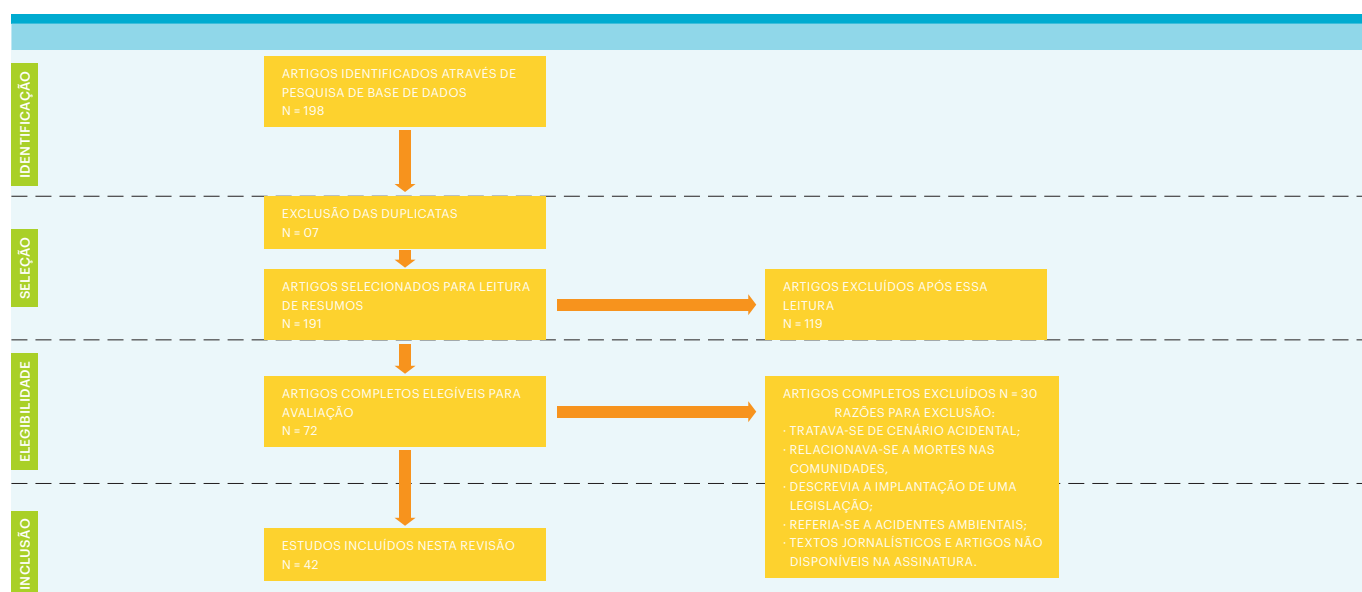 IDENTIFICAÇÃO
ARTIGOS IDENTIFICADOS ATRAVÉS DE
PESQUISA DE BASE DE DADOS
N = 198
SELEÇÃO
EXCLUSÃO DAS DUPLICATAS
N = 07
ARTIGOS SELECIONADOS PARA LEITURA
DE RESUMOS
N = 191
ARTIGOS EXCLUÍDOS APÓS ESSA
LEITURA
N = 119
ELEGIBILIDADE
ARTIGOS COMPLETOS ELEGÍVEIS PARA
AVALIAÇÃO
N = 72
ARTIGOS COMPLETOS EXCLUÍDOS N = 30
RAZÕES PARA EXCLUSÃO:
· TRATAVA-SE DE CENÁRIO ACIDENTAL;
· RELACIONAVA-SE A MORTES NAS
COMUNIDADES,
· DESCREVIA A IMPLANTAÇÃO DE UMA
LEGISLAÇÃO;
· REFERIA-SE A ACIDENTES AMBIENTAIS;
· TEXTOS JORNALÍSTICOS E ARTIGOS NÃO
DISPONÍVEIS NA ASSINATURA.
INCLUSÃO
ESTUDOS INCLUÍDOS NESTA REVISÃO
N = 42